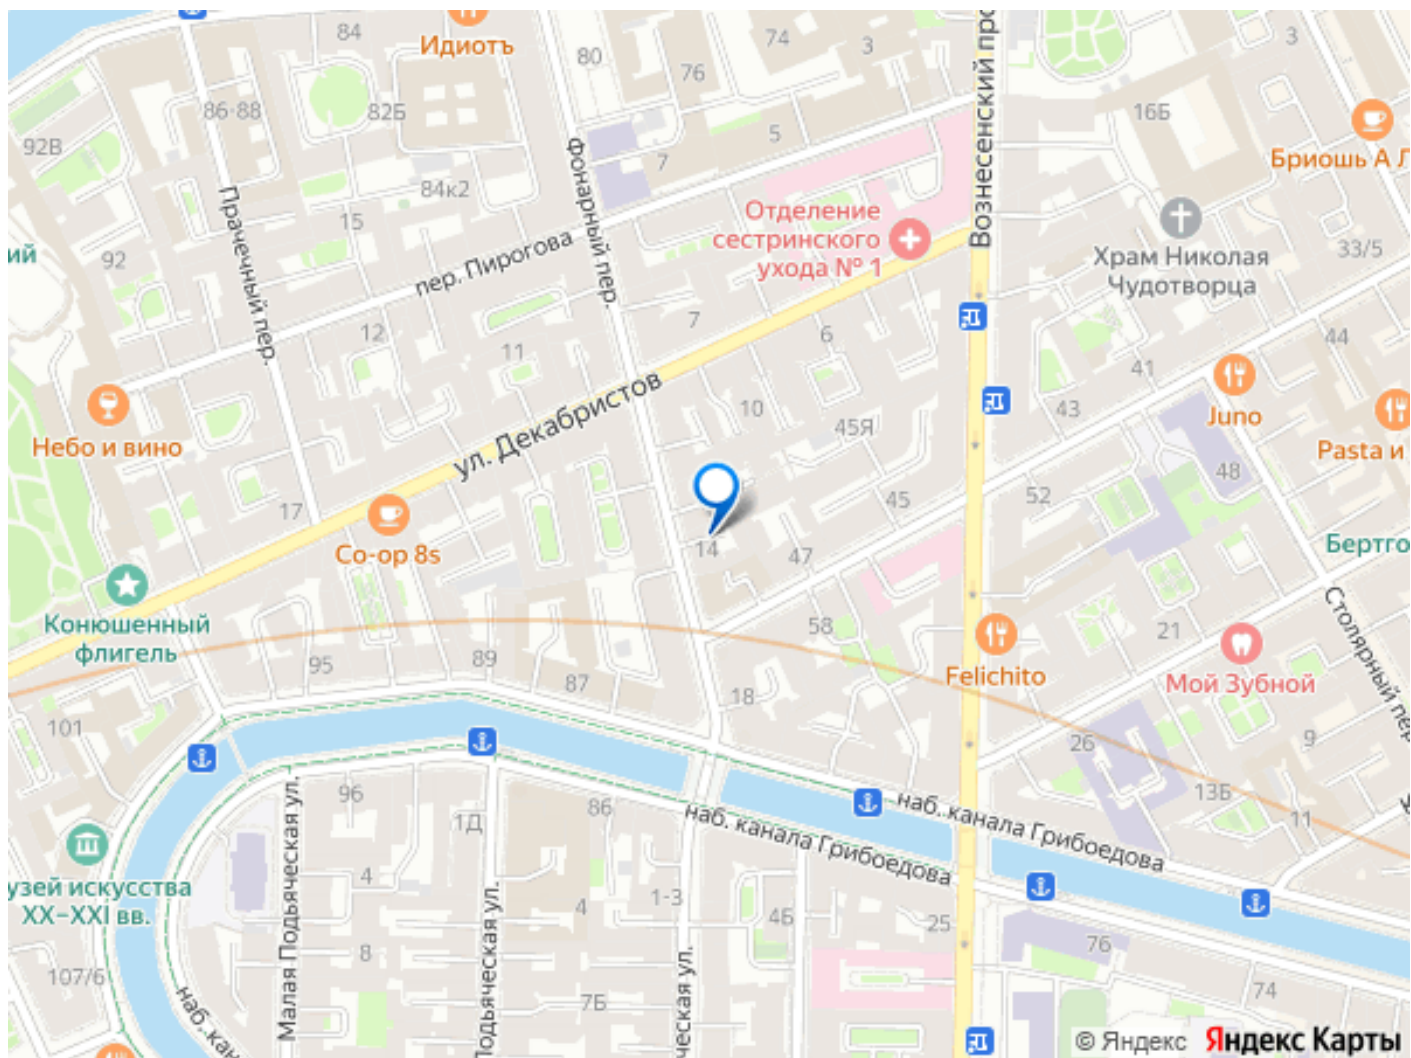 84
Идиотъ
80
74
3
76
Вознесенский про
3
86-88
82Б
92В
84к2
15
Прачечный пер.
Фонарный пер.
5
7
16Б
Бриошь А Л
Отделение
сестринского
ухода № 1
Храм Николая
Чудотворца
33/5
ий
92
пер. Пирогова
12
11
7
6
44
41
43
Juno
Pasta и
Небо и вино
ул. Декабристов
10
45Я
48
17
Co-op 8s
14
47
45
52
Бертго
Конюшенный
флигель
95
89
87
58
18
Felichito
21
Мой Зубной
Столярный пер.
101
26
9
13Б
11
96
1Д
86
наб. канала Грибоедова
наб. канала Грибоедова
Малая Подьяческая ул.
Подьяческая ул.
ческая ул.
узей искусства
XX–XXI вв.
4
4
1-3
4Б
25
76
8
7Б
74
107/6
наб. кан
© Яндекс Яндекс Карты